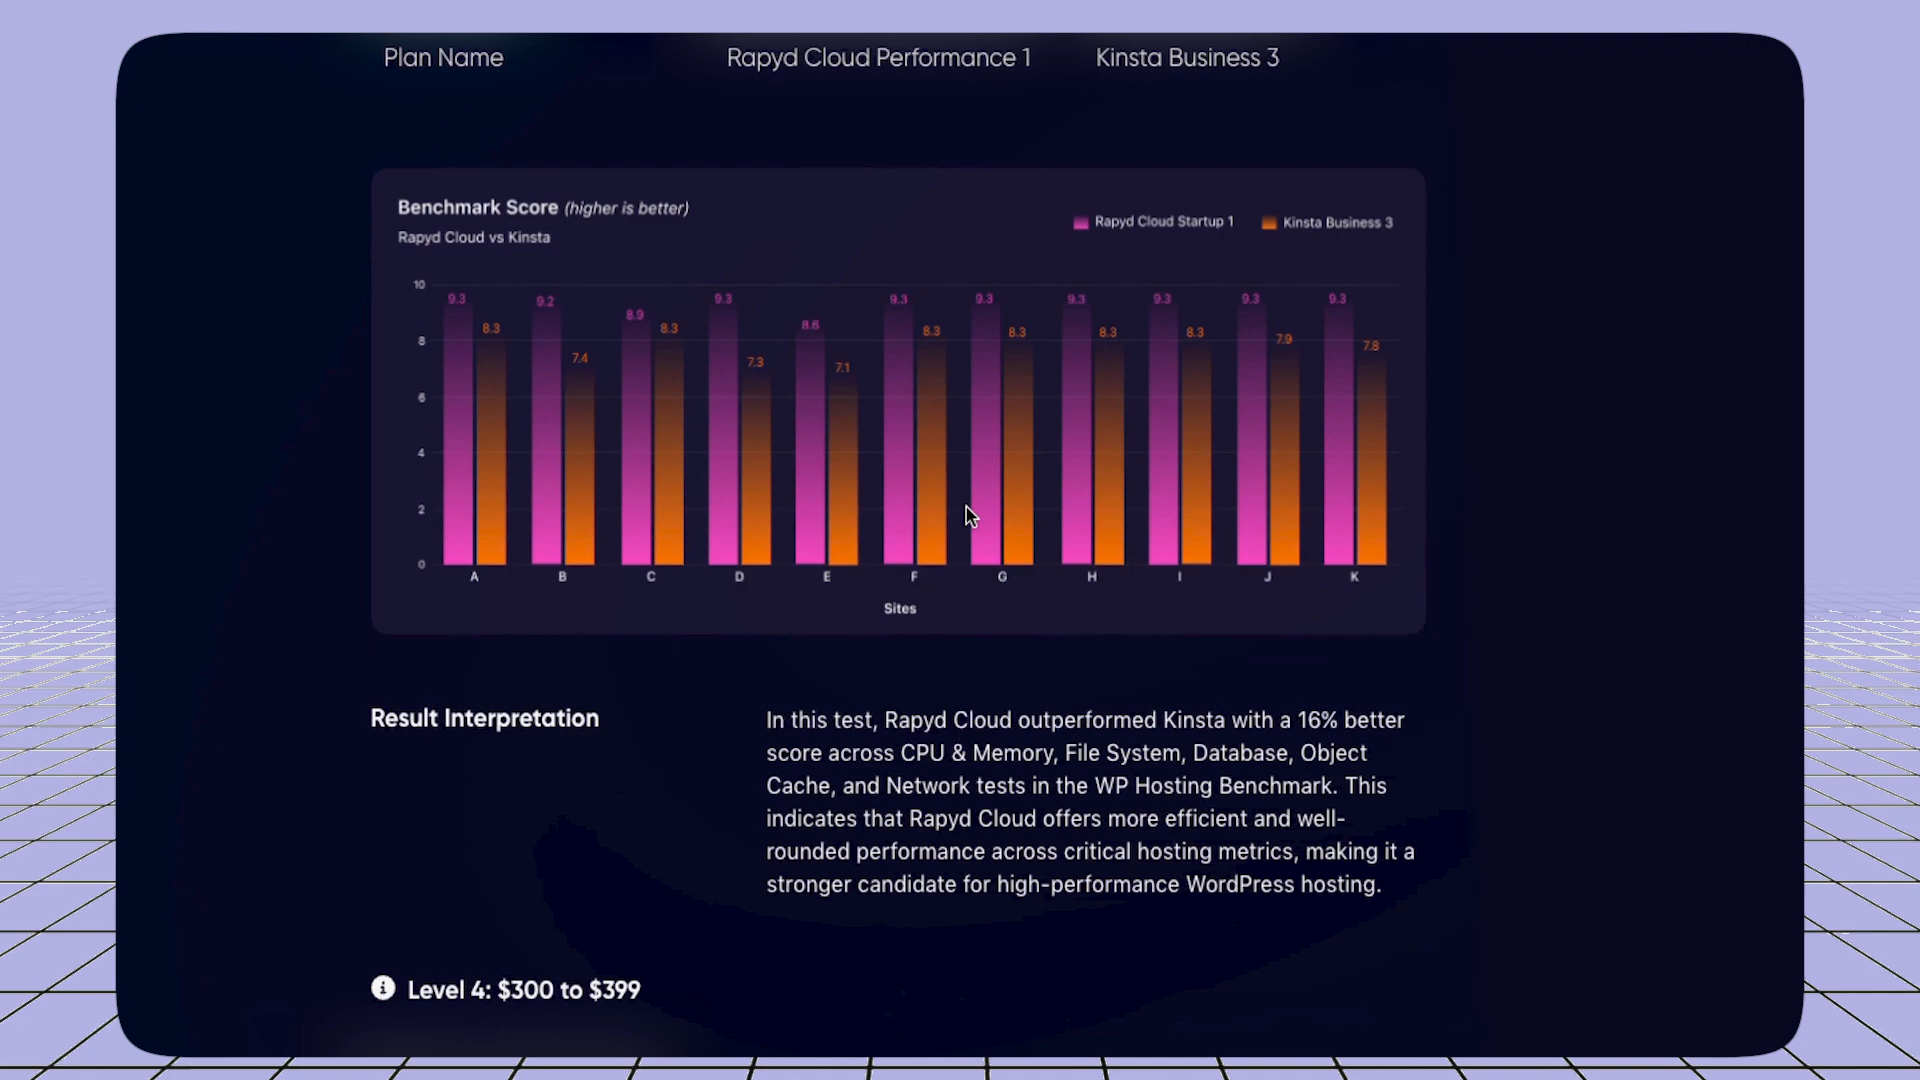 Plan Name Rapyd Cloud Performance 1 Kinsta Business 3
Benchmark Score (higher is better)
Rapyd Cloud vs Kinsta
Rapyd Cloud Startup 1 Kinsta Business 3
10
8
6
4
2
0
9.3 8.3 9.2 7.4 8.9 8.3 9.3 7.3 8.6 7.1 9.3 8.3 9.3 8.3 9.3 8.3 9.3 8.3 9.3 7.9 9.3 7.8
A B C D E F G H I J K
Sites
Result Interpretation
In this test, Rapyd Cloud outperformed Kinsta with a 16% better
score across CPU & Memory, File System, Database, Object
Cache, and Network tests in the WP Hosting Benchmark. This
indicates that Rapyd Cloud offers more efficient and well-
rounded performance across critical hosting metrics, making it a
stronger candidate for high-performance WordPress hosting.
Level 4: $300 to $399